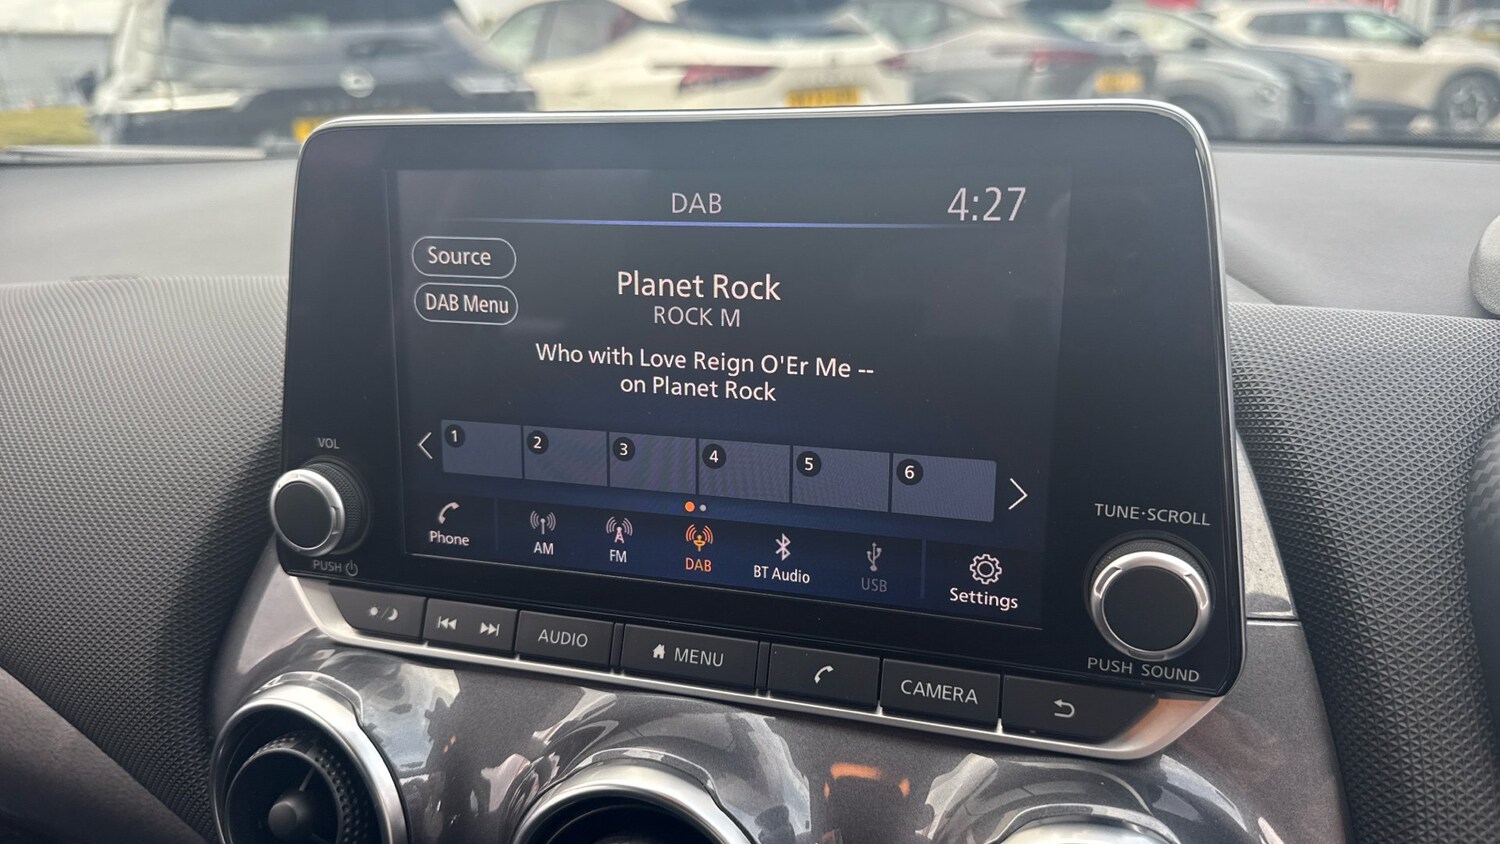 DAB
4:27
Source
DAB Menu
Planet Rock
ROCK M
Who with Love Reign O'Er Me --
on Planet Rock
1 2 3 4 5 6
Phone AM FM DAB BT Audio USB Settings
VOL
PUSH
TUNE·SCROLL
PUSH SOUND
AUDIO
MENU
CAMERA